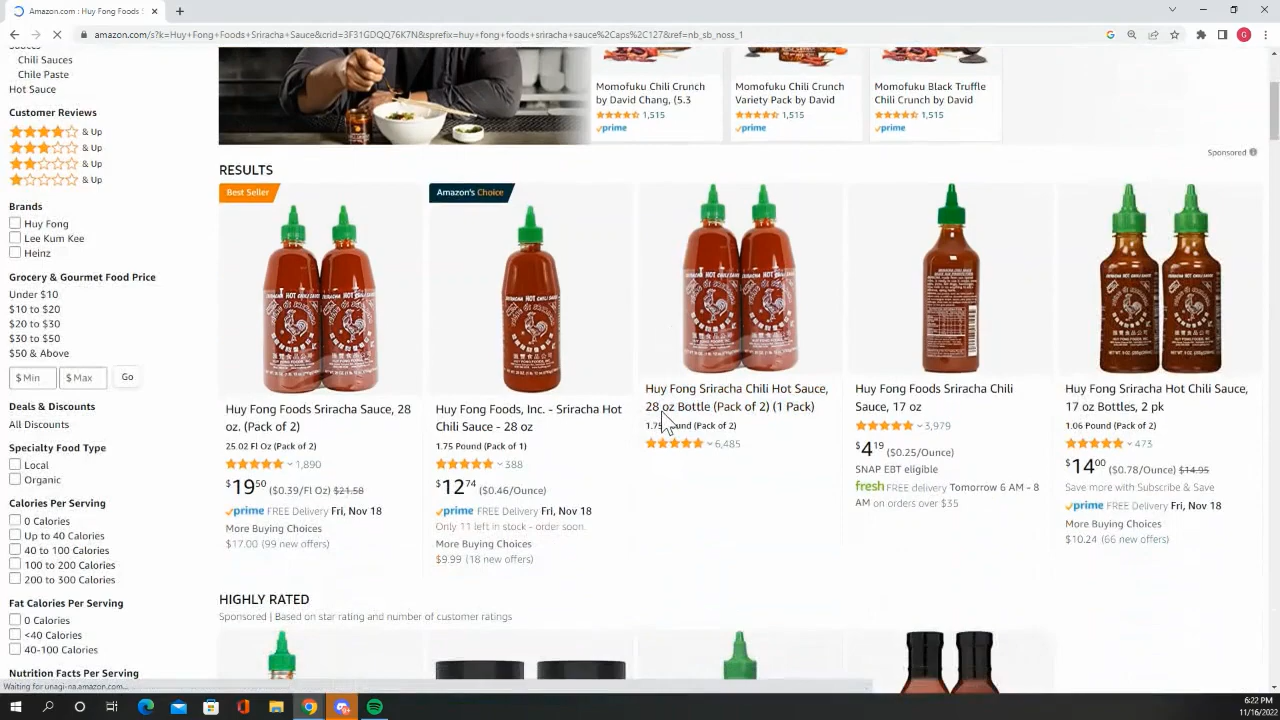 Amazon.com : Huy Fong Foods S
amazon.com/s?k=Huy+Fong+Foods+Sriracha+Sauce&crid=3F31GDQQ76K7N&sprefix=huy+fong+foods+sriracha+sauce%2Caps%2C127&ref=nb_sb_noss_1
Sauces
Chili Sauces
Chile Paste
Hot Sauce
Customer Reviews
& Up
& Up
& Up
& Up
Brands
Huy Fong
Lee Kum Kee
Heinz
Grocery & Gourmet Food Price
Under $10
$10 to $20
$20 to $30
$30 to $50
$50 & Above
$ Min
$ Max
Go
Deals & Discounts
All Discounts
Specialty Food Type
Local
Organic
Calories Per Serving
0 Calories
Up to 40 Calories
40 to 100 Calories
100 to 200 Calories
200 to 300 Calories
Fat Calories Per Serving
0 Calories
<40 Calories
40-100 Calories
Nutrition Facts Per Serving
Waiting for unagi-na.amazon.com...
Momofuku Chili Crunch
by David Chang, (5.3
1,515
prime
Momofuku Chili Crunch
Variety Pack by David
1,515
prime
Momofuku Black Truffle
Chili Crunch by David
1,515
prime
Sponsored
RESULTS
Best Seller
SRIRACHA HOT CHILI SAUCE
Huy Fong Foods Sriracha Sauce, 28
oz. (Pack of 2)
25.02 Fl Oz (Pack of 2)
1,890
$19 50 ($0.39/Fl Oz) $21.58
prime FREE Delivery Fri, Nov 18
More Buying Choices
$17.00 (99 new offers)
Amazon's Choice
SRIRACHA HOT CHILI SAUCE
Huy Fong Foods, Inc. - Sriracha Hot
Chili Sauce - 28 oz
1.75 Pound (Pack of 1)
388
$12 74 ($0.46/Ounce)
prime FREE Delivery Fri, Nov 18
Only 11 left in stock - order soon.
More Buying Choices
$9.99 (18 new offers)
SRIRACHA HOT CHILI SAUCE
Huy Fong Sriracha Chili Hot Sauce,
28 oz Bottle (Pack of 2) (1 Pack)
(Pack of 2)
6,485
Huy Fong Foods Sriracha Chili
Sauce, 17 oz
3,979
$4 19 ($0.25/Ounce)
SNAP EBT eligible
fresh FREE delivery Tomorrow 6 AM - 8
AM on orders over $35
SRIRACHA HOT CHILI SAUCE
Huy Fong Sriracha Hot Chili Sauce,
17 oz Bottles, 2 pk
1.06 Pound (Pack of 2)
473
$14 00 ($0.78/Ounce) $14.95
Save more with Subscribe & Save
prime FREE Delivery Fri, Nov 18
More Buying Choices
$10.24 (66 new offers)
HIGHLY RATED
Sponsored | Based on star rating and number of customer ratings
6:22 PM
11/16/2022